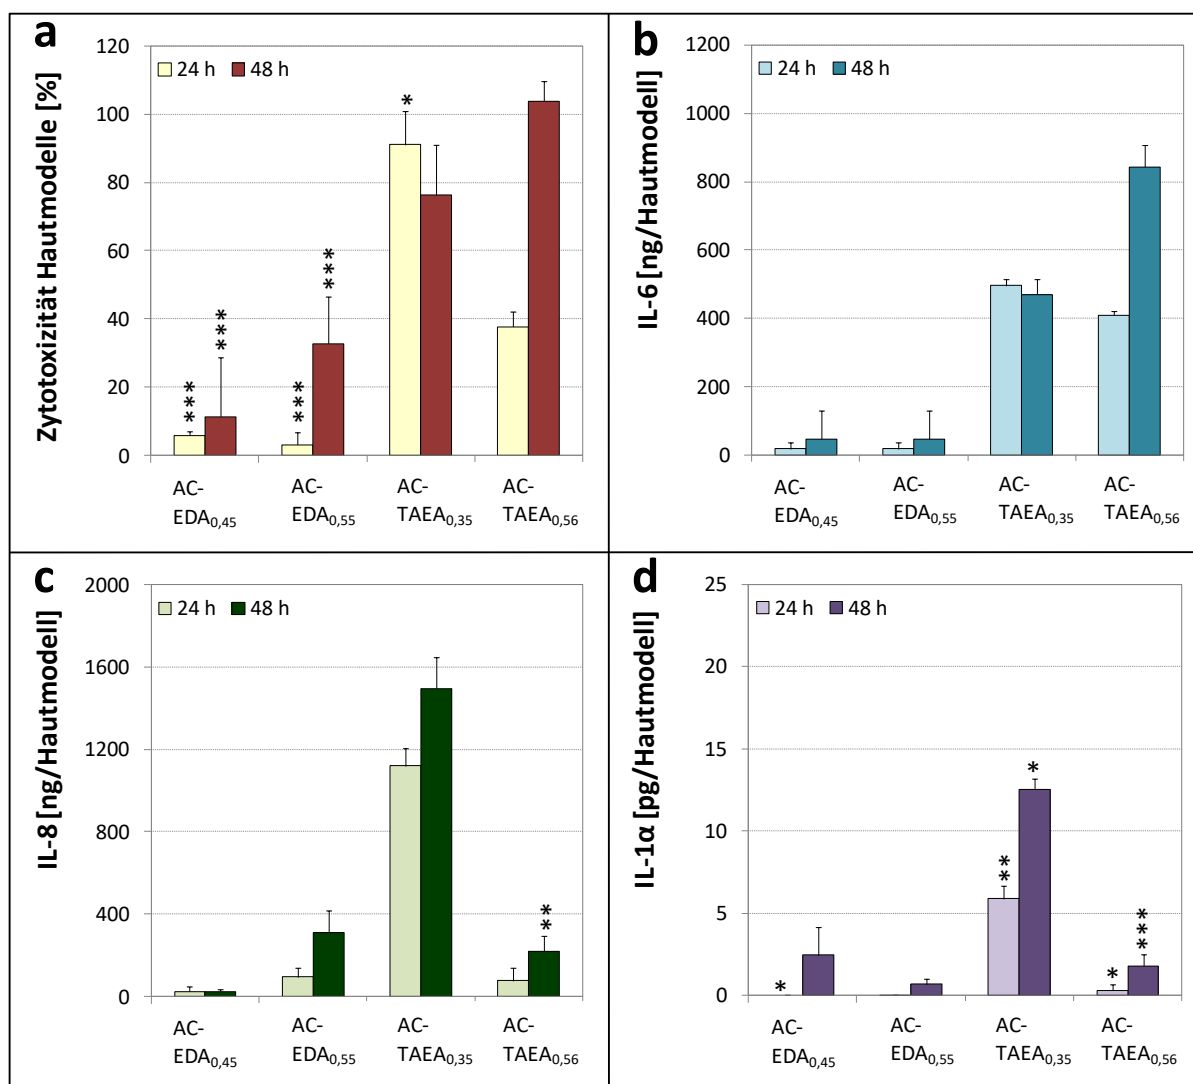 a
Zytotoxizität Hautmodelle [%]
120
100
80
60
40
20
0
24 h 48 h
*** *** *** *** *
AC-EDA0,45
AC-EDA0,55
AC-TAEA0,35
AC-TAEA0,56
b
IL-6 [ng/Hautmodell]
1200
1000
800
600
400
200
0
24 h 48 h
AC-EDA0,45
AC-EDA0,55
AC-TAEA0,35
AC-TAEA0,56
c
IL-8 [ng/Hautmodell]
2000
1600
1200
800
400
0
24 h 48 h
**
AC-EDA0,45
AC-EDA0,55
AC-TAEA0,35
AC-TAEA0,56
d
IL-1α [pg/Hautmodell]
25
20
15
10
5
0
24 h 48 h
* ** * * ***
AC-EDA0,45
AC-EDA0,55
AC-TAEA0,35
AC-TAEA0,56